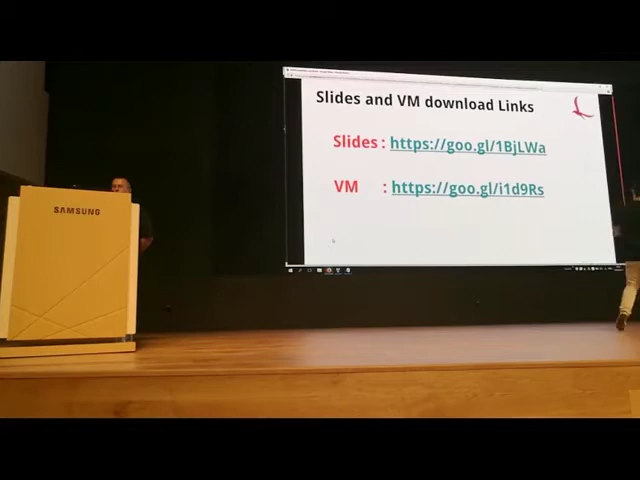 Slides and VM download Links
Slides : https://goo.gl/1BjLWa
VM : https://goo.gl/i1d9Rs
SAMSUNG